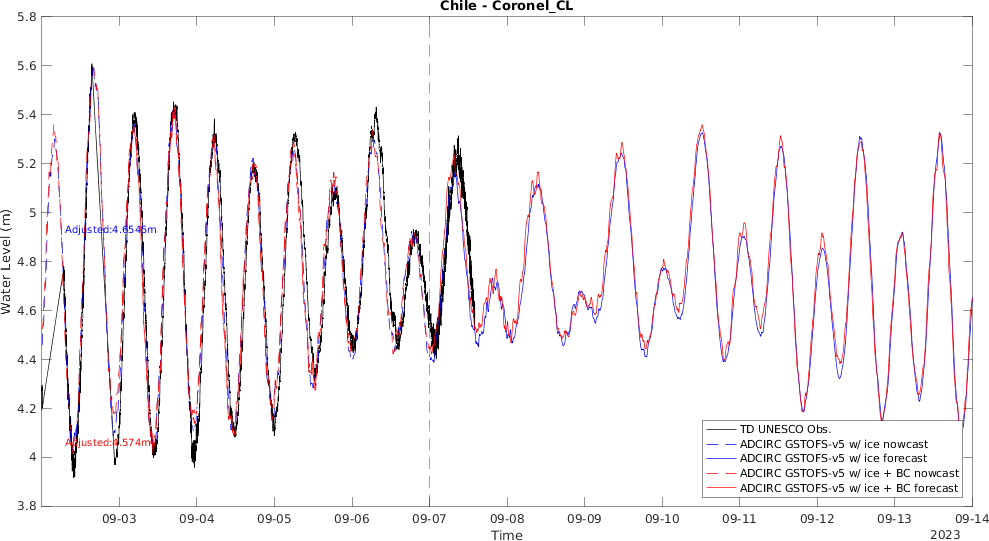 Chile - Coronel_CL
5.8
5.6
5.4
5.2
5
4.8
4.6
4.4
4.2
4
3.8
Water Level (m)
Adjusted:4.6545m
Adjusted:4.574m
TD UNESCO Obs.
ADCIRC GSTOFS-v5 w/ ice nowcast
ADCIRC GSTOFS-v5 w/ ice forecast
ADCIRC GSTOFS-v5 w/ ice + BC nowcast
ADCIRC GSTOFS-v5 w/ ice + BC forecast
09-03 09-04 09-05 09-06 09-07 09-08 09-09 09-10 09-11 09-12 09-13 09-14
Time
2023